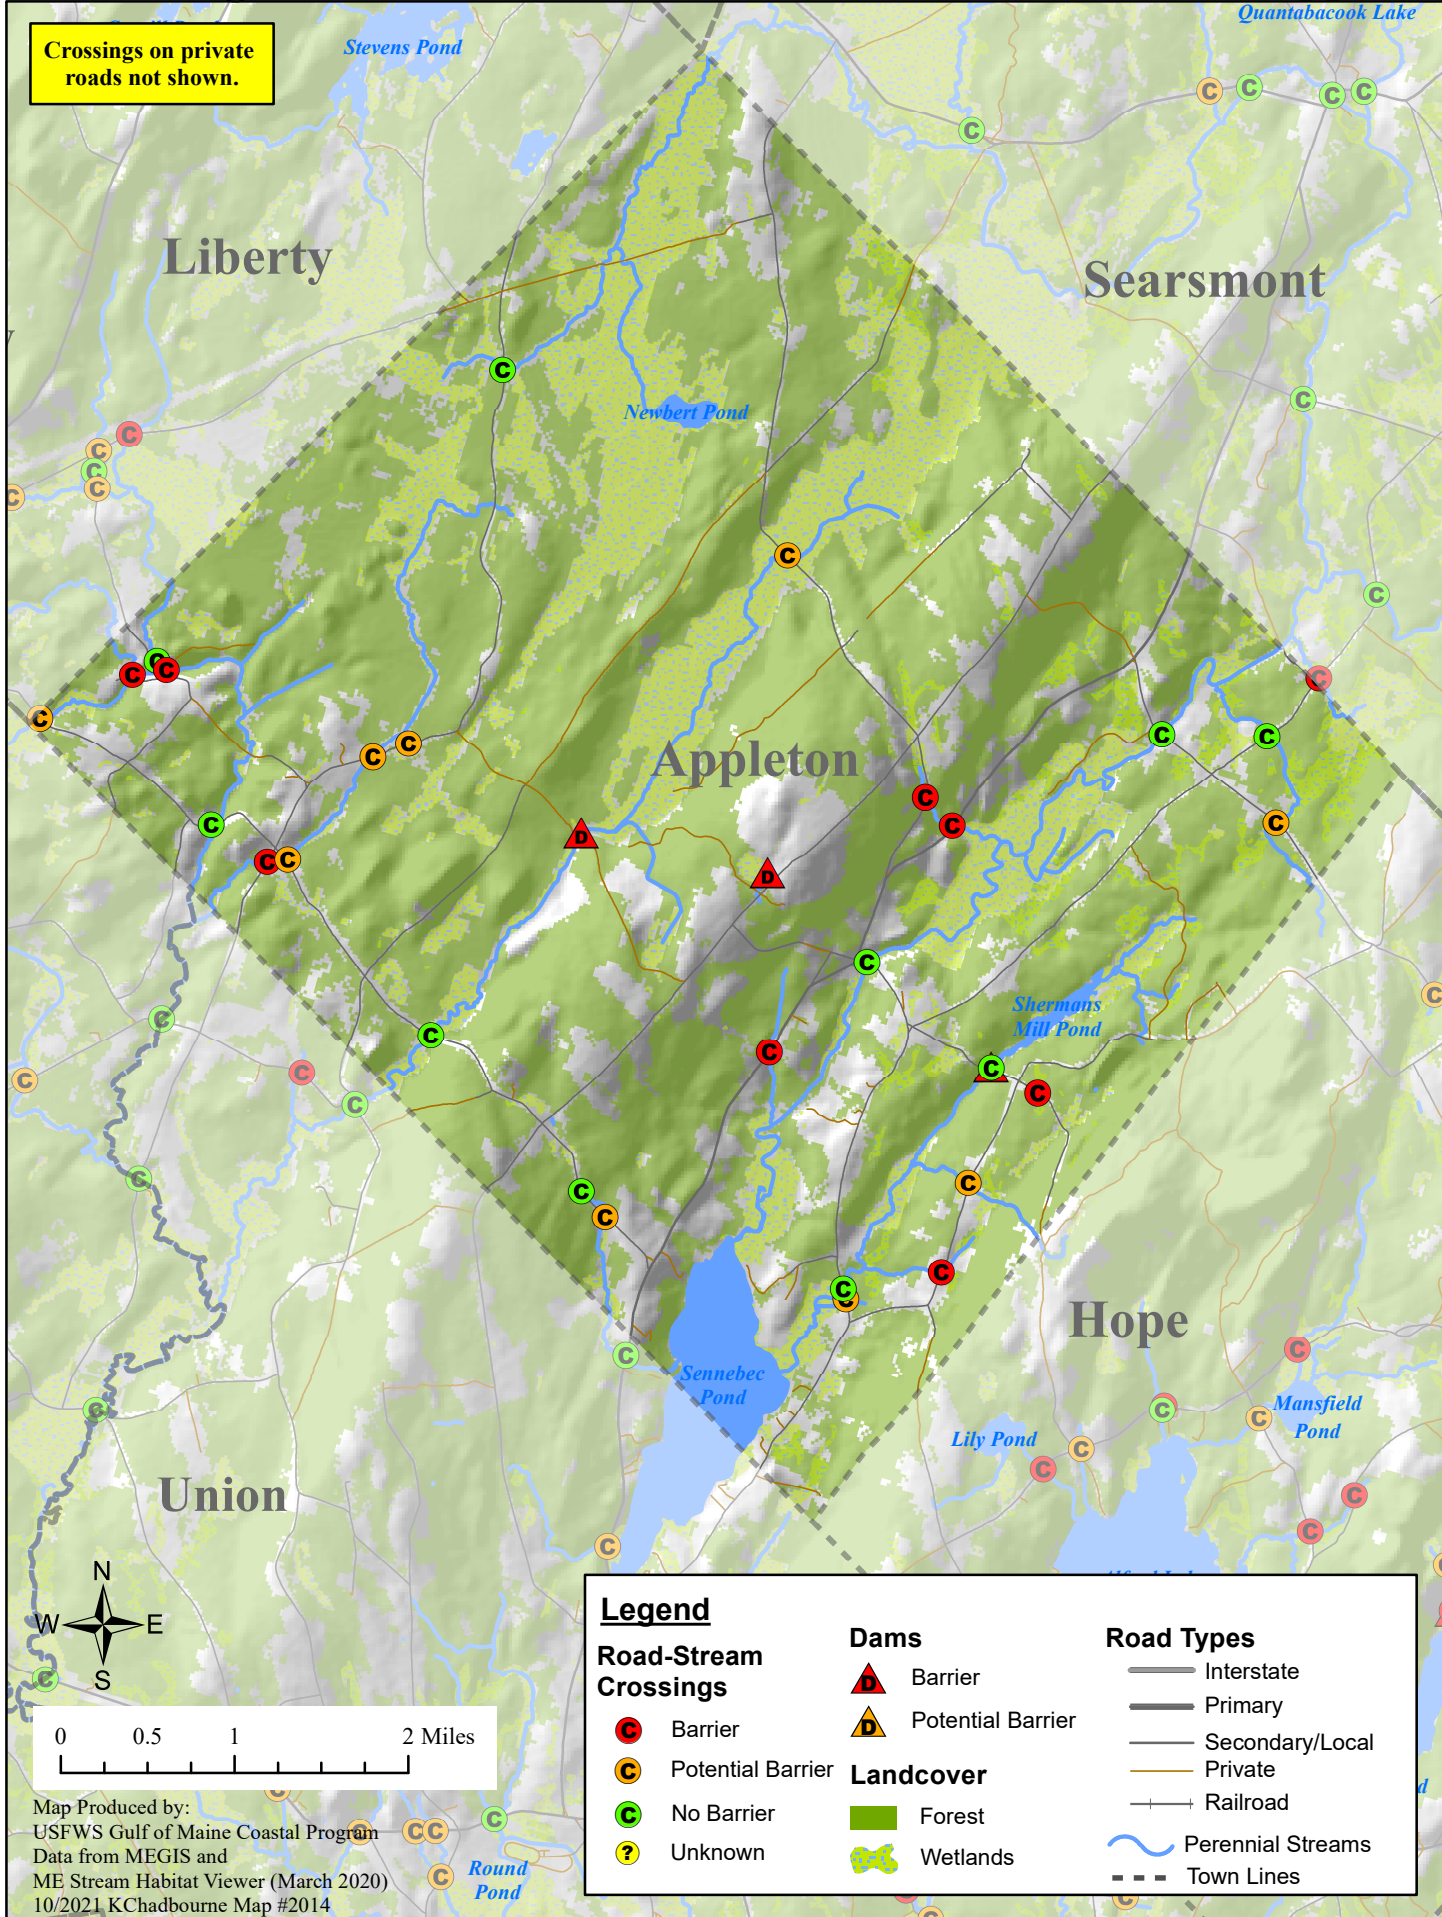 Crossings on private
roads not shown.
Stevens Pond
Quantabacook Lake
Liberty
Searsmont
Newbert Pond
Appleton
Shermans
Mill Pond
Sennebec
Pond
Hope
Lily Pond
Mansfield
Pond
Union
N
W E
S
0 0.5 1 2 Miles
Map Produced by:
USFWS Gulf of Maine Coastal Program
Data from MEGIS and
ME Stream Habitat Viewer (March 2020)
10/2021 KChadbourne Map #2014
Round
Pond
Legend
Road-Stream
Crossings
C Barrier
C Potential Barrier
C No Barrier
? Unknown
Dams
D Barrier
D Potential Barrier
Landcover
Forest
Wetlands
Road Types
Interstate
Primary
Secondary/Local
Private
Railroad
Perennial Streams
Town Lines